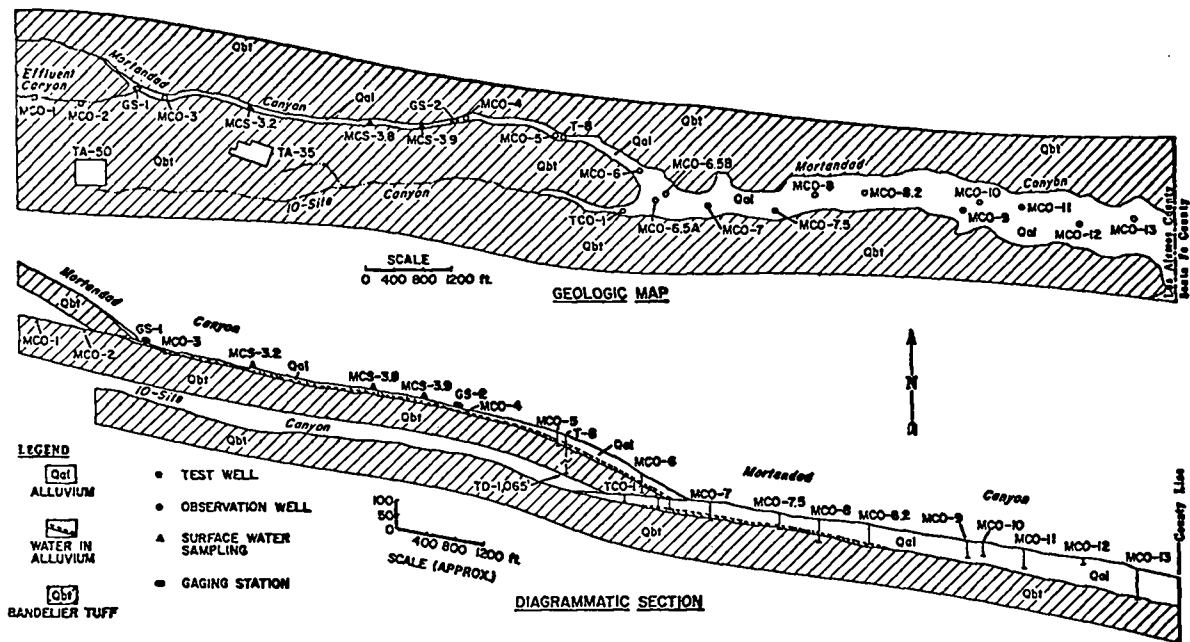 Qbt
Qbt
Effluent
Canyon
Mortandad
Canyon
Qal
GS-2
MCO-4
MCO-1
MCO-2
GS-1
MCO-3
MCS-3.2
MCS-3.8
MCS-3.9
MCO-5
T-8
Qal
Qbt
TA-50
Qbt
TA-35
Qbt
MCO-6
MCO-6.5B
Qal
Mortandad
Canyon
MCO-8
MCO-8.2
MCO-10
MCO-11
Qbt
10-Site
Canyon
TCO-1
MCO-6.5A
MCO-7
MCO-7.5
MCO-9
Qal
MCO-12
MCO-13
Qbt
Qbt
Los Alamos County
Santa Fe County
SCALE
0 400 800 1200 ft.
GEOLOGIC MAP
N
Qbt
Mortandad
Canyon
GS-1
MCO-3
MCO-1
MCO-2
MCS-3.2
Qal
MCS-3.8
MCS-3.9
GS-2
MCO-4
Qbt
Qbt
MCO-5
T-8
Qal
MCO-6
10-Site
Canyon
Qbt
TD-1,065'
TCO-1
MCO-7
Mortandad
MCO-7.5
MCO-8
MCO-8.2
Canyon
MCO-9
MCO-10
MCO-11
MCO-12
MCO-13
Qal
Qal
Qbt
County Line
100
50
0
400 800 1200 ft.
SCALE (APPROX.)
DIAGRAMMATIC SECTION
LEGEND
Qal
ALLUVIUM
WATER IN
ALLUVIUM
Qbt
BANDELIER TUFF
TEST WELL
OBSERVATION WELL
SURFACE WATER
SAMPLING
GAGING STATION